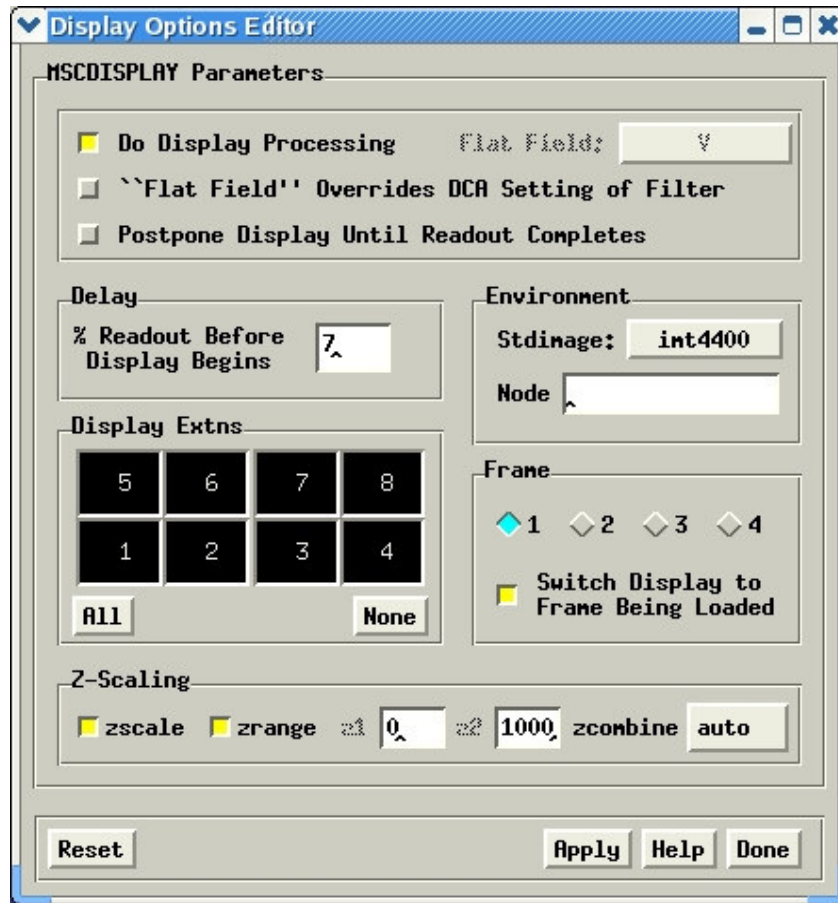 Display Options Editor
MSCDISPLAY Parameters
Do Display Processing Flat Field: V
``Flat Field'' Overrides DCA Setting of Filter
Postpone Display Until Readout Completes
Delay
% Readout Before
Display Begins
7
Environment
Stdimage: imt4400
Node
Display Extns
5 6 7 8
1 2 3 4
All None
Frame
1 2 3 4
Switch Display to
Frame Being Loaded
Z-Scaling
zscale zrange z1 0 z2 1000 zcombine auto
Reset Apply Help Done